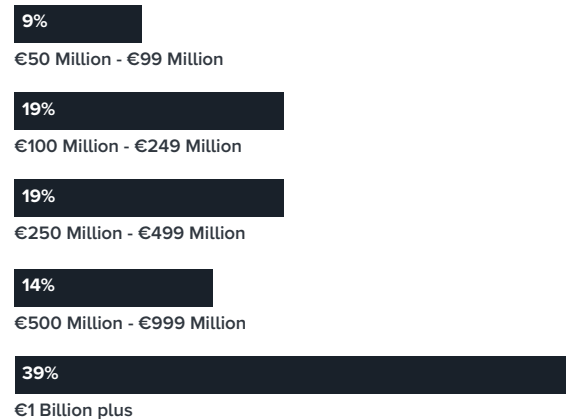 9%
€50 Million - €99 Million
19%
€100 Million - €249 Million
19%
€250 Million - €499 Million
14%
€500 Million - €999 Million
39%
€1 Billion plus